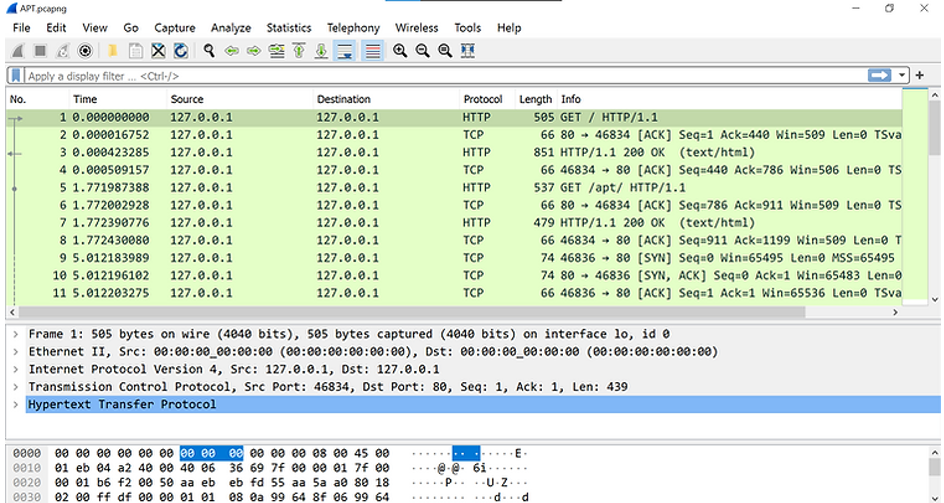 APT.pcapng
File Edit View Go Capture Analyze Statistics Telephony Wireless Tools Help
Apply a display filter ... <Ctrl-/>
No. Time Source Destination Protocol Length Info
1 0.000000000 127.0.0.1 127.0.0.1 HTTP 505 GET / HTTP/1.1
2 0.000016752 127.0.0.1 127.0.0.1 TCP 66 80 → 46834 [ACK] Seq=1 Ack=440 Win=509 Len=0 TSva
3 0.000423285 127.0.0.1 127.0.0.1 HTTP 851 HTTP/1.1 200 OK (text/html)
4 0.000509157 127.0.0.1 127.0.0.1 TCP 66 46834 → 80 [ACK] Seq=440 Ack=786 Win=506 Len=0 TS
5 1.771987388 127.0.0.1 127.0.0.1 HTTP 537 GET /apt/ HTTP/1.1
6 1.772002928 127.0.0.1 127.0.0.1 TCP 66 80 → 46834 [ACK] Seq=786 Ack=911 Win=509 Len=0 TS
7 1.772390776 127.0.0.1 127.0.0.1 HTTP 479 HTTP/1.1 200 OK (text/html)
8 1.772430080 127.0.0.1 127.0.0.1 TCP 66 46834 → 80 [ACK] Seq=911 Ack=1199 Win=509 Len=0 T
9 5.012183989 127.0.0.1 127.0.0.1 TCP 74 46836 → 80 [SYN] Seq=0 Win=65495 Len=0 MSS=65495
10 5.012196102 127.0.0.1 127.0.0.1 TCP 74 80 → 46836 [SYN, ACK] Seq=0 Ack=1 Win=65483 Len=0
11 5.012203275 127.0.0.1 127.0.0.1 TCP 66 46836 → 80 [ACK] Seq=1 Ack=1 Win=65536 Len=0 TSva
Frame 1: 505 bytes on wire (4040 bits), 505 bytes captured (4040 bits) on interface lo, id 0
Ethernet II, Src: 00:00:00_00:00:00 (00:00:00:00:00:00), Dst: 00:00:00_00:00:00 (00:00:00:00:00:00)
Internet Protocol Version 4, Src: 127.0.0.1, Dst: 127.0.0.1
Transmission Control Protocol, Src Port: 46834, Dst Port: 80, Seq: 1, Ack: 1, Len: 439
Hypertext Transfer Protocol
0000 00 00 00 00 00 00 00 00 00 00 00 00 08 00 45 00 ········ ······E·
0010 01 eb 04 a2 40 00 40 06 36 69 7f 00 00 01 7f 00 ····@·@· 6i······
0020 00 01 b6 f2 00 50 aa eb eb fd 55 aa 5a a0 80 18 ·····P·· ··U·Z···
0030 02 00 ff df 00 00 01 01 08 0a 99 64 8f 06 99 64 ········ ···d···d